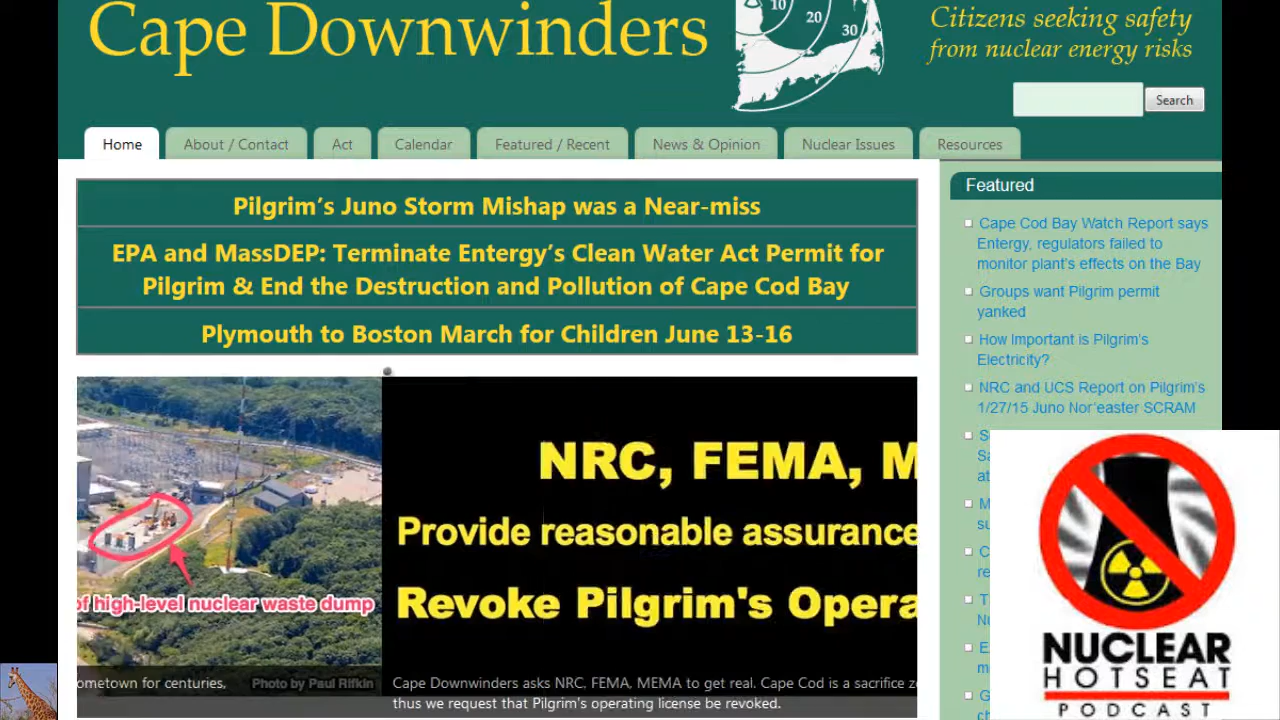 Cape Downwinders
10
20
30
Citizens seeking safety
from nuclear energy risks
Search
Home
About / Contact
Act
Calendar
Featured / Recent
News & Opinion
Nuclear Issues
Resources
Pilgrim's Juno Storm Mishap was a Near-miss
EPA and MassDEP: Terminate Entergy's Clean Water Act Permit for
Pilgrim & End the Destruction and Pollution of Cape Cod Bay
Plymouth to Boston March for Children June 13-16
Featured
Cape Cod Bay Watch Report says
Entergy, regulators failed to
monitor plant's effects on the Bay
Groups want Pilgrim permit
yanked
How Important is Pilgrim's
Electricity?
NRC and UCS Report on Pilgrim's
1/27/15 Juno Nor'easter SCRAM
of high-level nuclear waste dump
ometown for centuries.
Photo by Paul Rifkin
NRC, FEMA, M
Provide reasonable assurance
Revoke Pilgrim's Opera
Cape Downwinders asks NRC, FEMA, MEMA to get real. Cape Cod is a sacrifice
thus we request that Pilgrim's operating license be revoked.
NUCLEAR
HOTSEAT
PODCAST